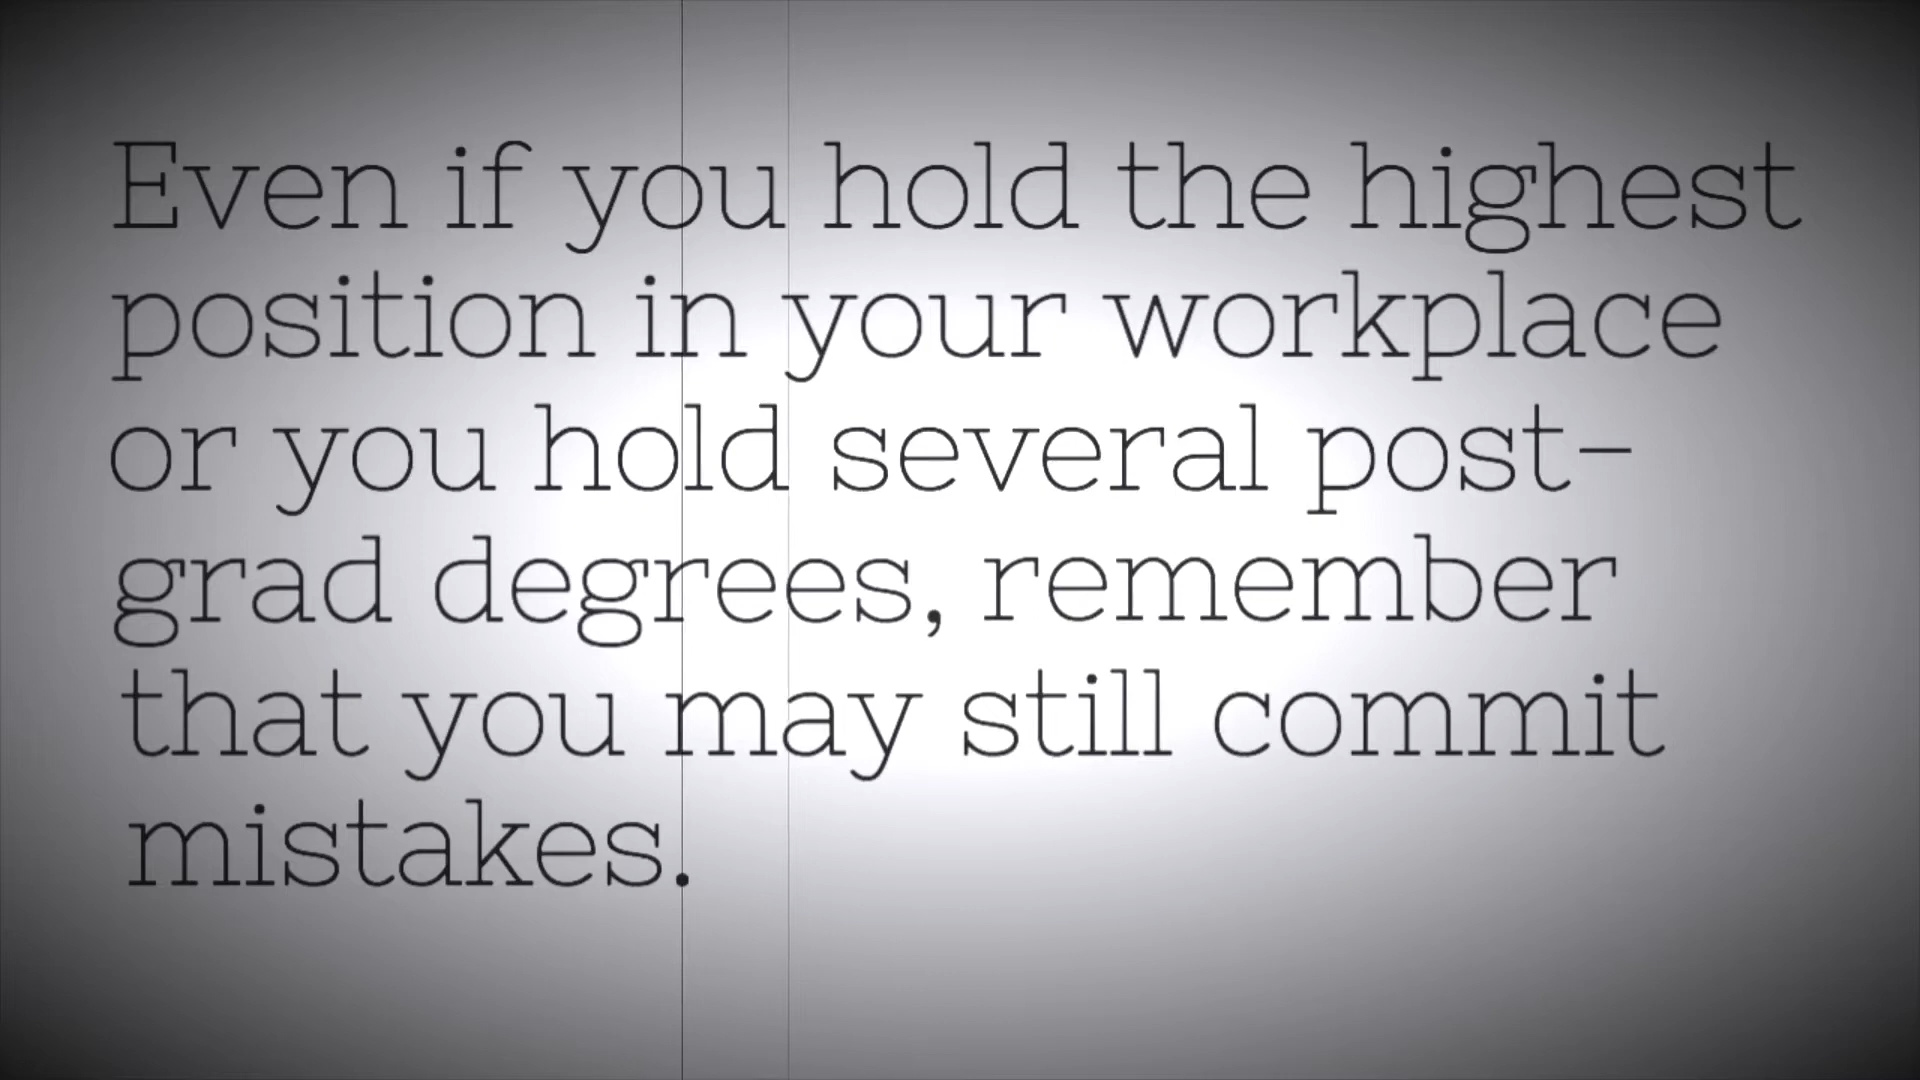 Even if you hold the highest
position in your workplace
or you hold several post-
grad degrees, remember
that you may still commit
mistakes.